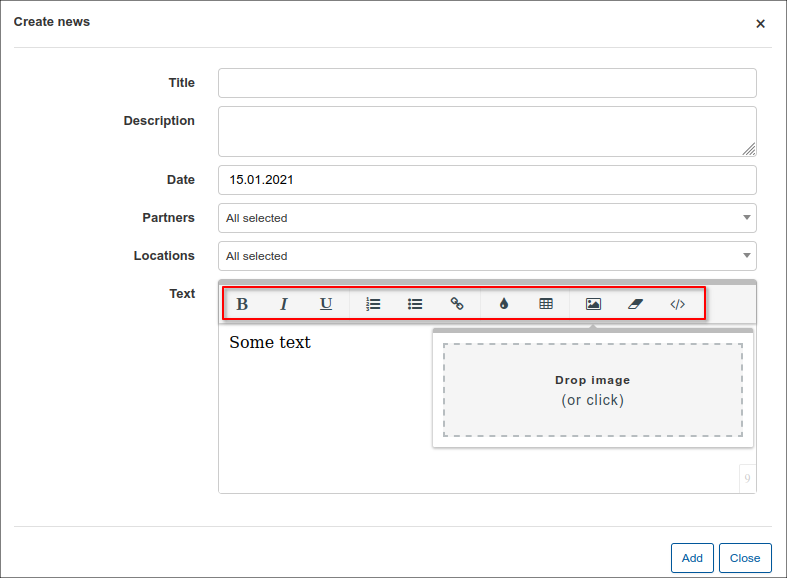 Create news ×
Title
Description
Date 15.01.2021
Partners All selected
Locations All selected
Text B I U </>
Some text
Drop image
(or click)
9
Add Close